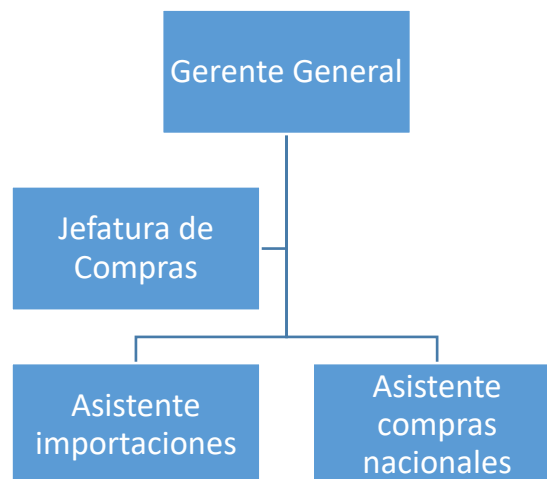 Gerente General
Jefatura de
Compras
Asistente
importaciones
Asistente
compras
nacionales